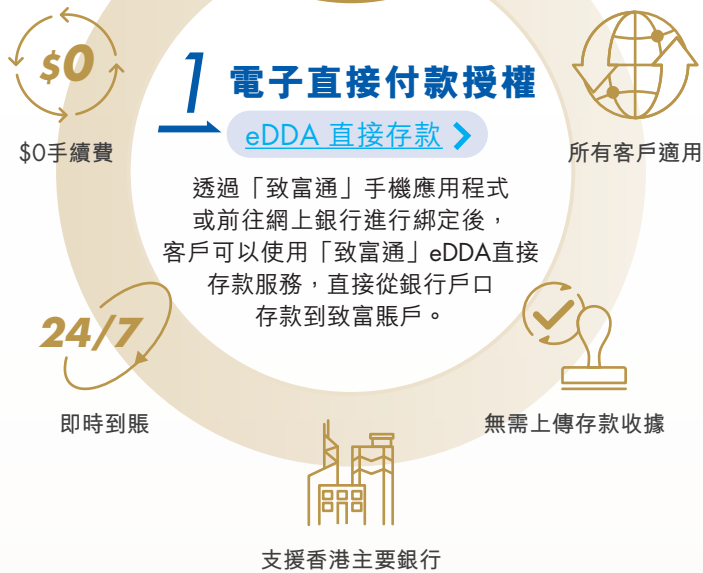 $0
$0手續費
1 電子直接付款授權
eDDA 直接存款
所有客戶適用
透過「致富通」手機應用程式
或前往網上銀行進行綁定後，
客戶可以使用「致富通」eDDA直接
存款服務，直接從銀行戶口
存款到致富賬戶。
24/7
即時到賬
無需上傳存款收據
支援香港主要銀行